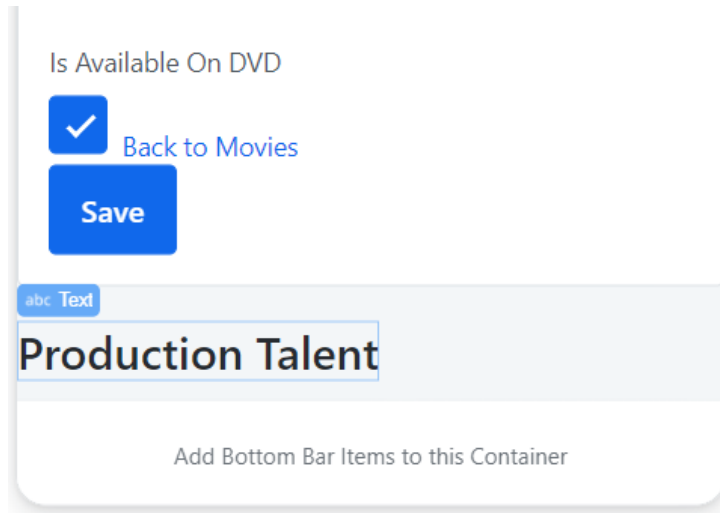 Is Available On DVD
Back to Movies
Save
abc Text
Production Talent
Add Bottom Bar Items to this Container